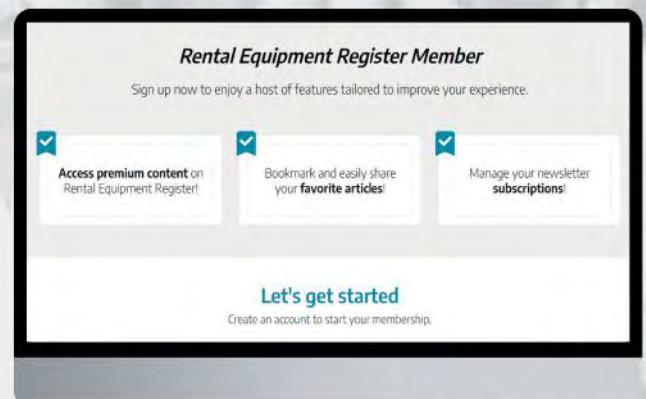 Rental Equipment Register Member
Sign up now to enjoy a host of features tailored to improve your experience.
Access premium content on
Rental Equipment Register!
Bookmark and easily share
your favorite articles!
Manage your newsletter
subscriptions!
Let's get started
Create an account to start your membership.